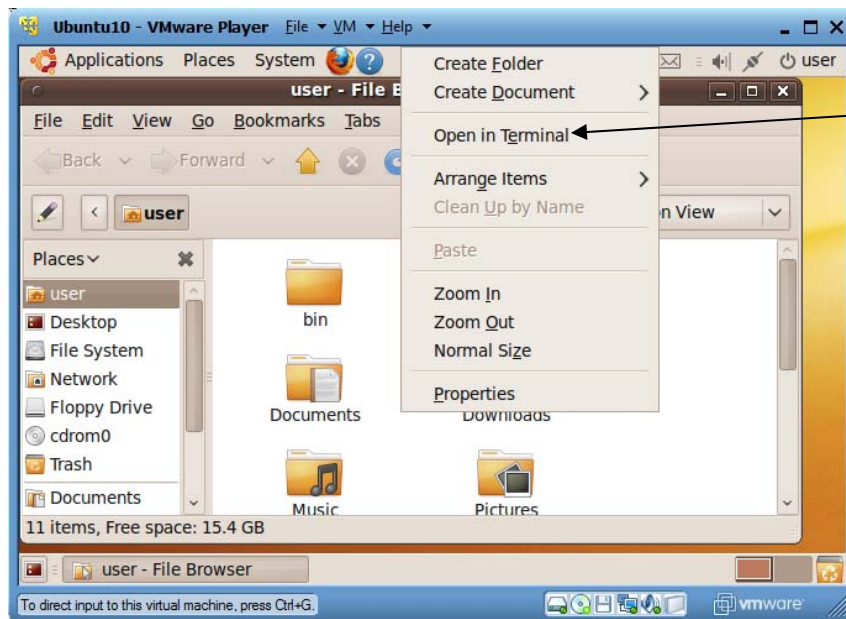 Ubuntu10 - VMware Player File VM Help
Applications Places System user
user - File B
File Edit View Go Bookmarks Tabs
Back Forward
user n View
Places
user
Desktop
File System
Network
Floppy Drive
cdrom0
Trash
Documents
bin
Documents Downloads
Music Pictures
Create Folder
Create Document
Open in Terminal
Arrange Items
Clean Up by Name
Paste
Zoom In
Zoom Out
Normal Size
Properties
11 items, Free space: 15.4 GB
user - File Browser
To direct input to this virtual machine, press Ctrl+G. vmware